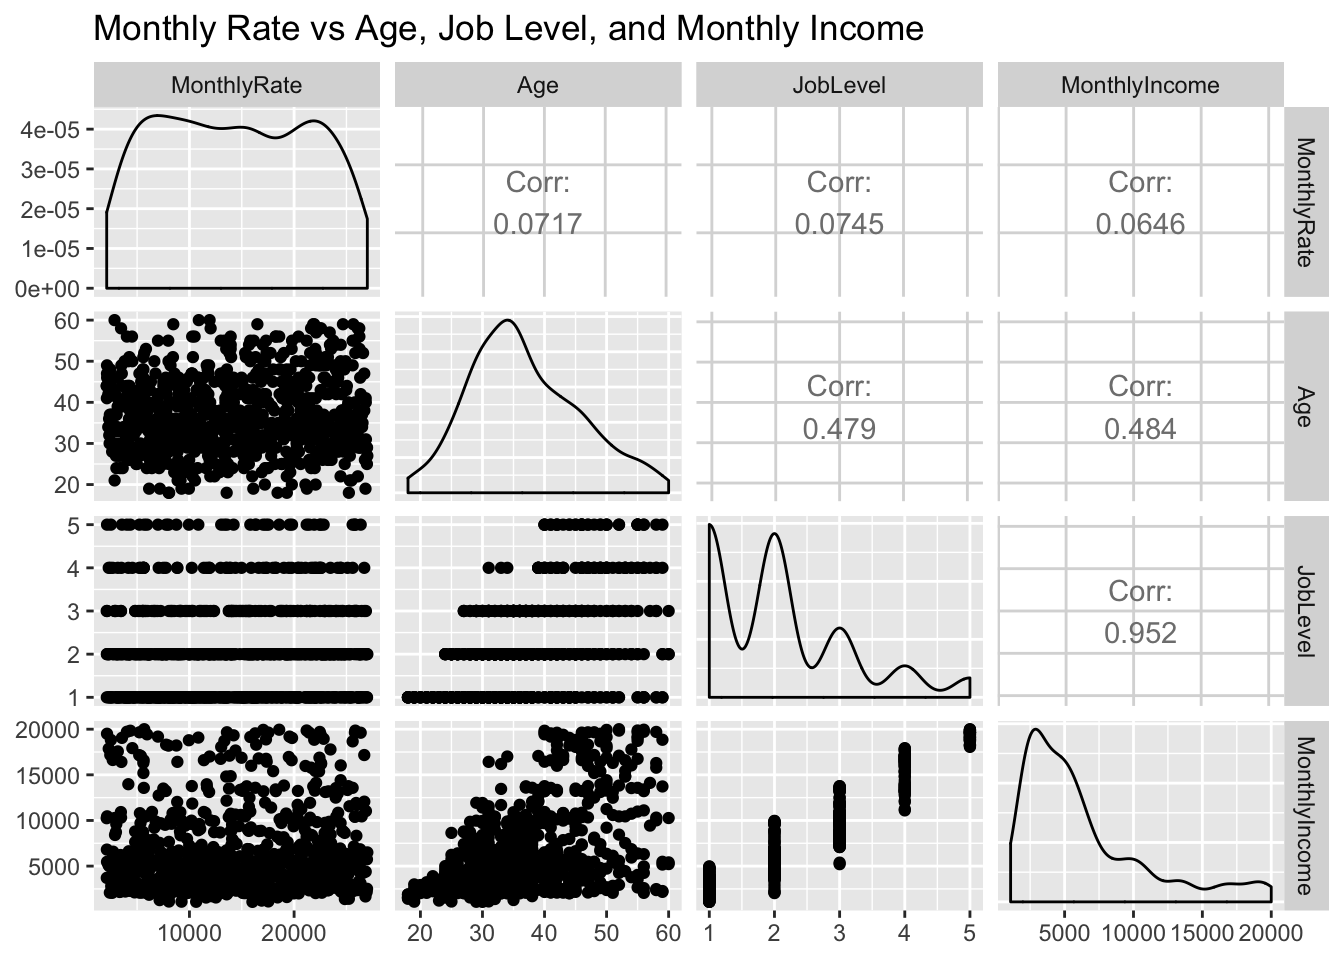 Monthly Rate vs Age, Job Level, and Monthly Income
MonthlyRate
Age
JobLevel
MonthlyIncome
4e-05
3e-05
2e-05
1e-05
0e+00
Corr:
0.0717
Corr:
0.0745
Corr:
0.0646
MonthlyRate
60
50
40
30
20
Corr:
0.479
Corr:
0.484
Age
5
4
3
2
1
Corr:
0.952
JobLevel
20000
15000
10000
5000
MonthlyIncome
10000 20000
20 30 40 50 60
1 2 3 4 5
5000 10000 15000 20000